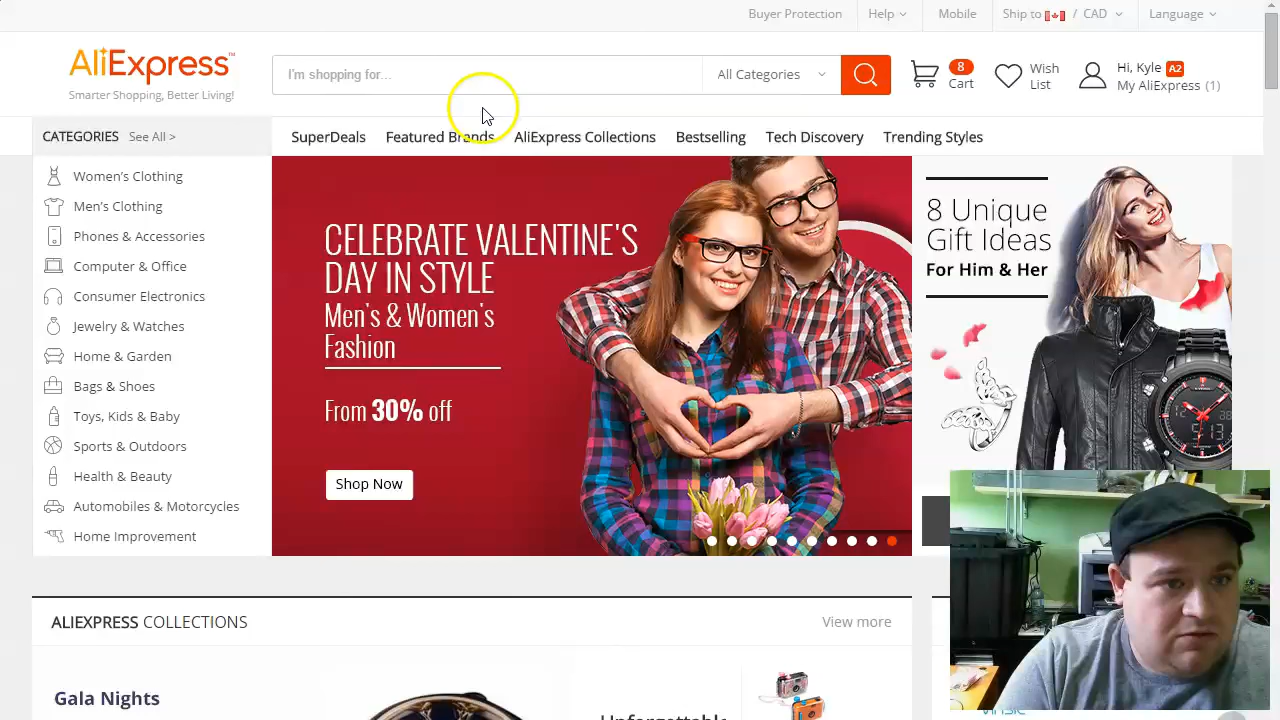 Buyer Protection
Help
Mobile
Ship to / CAD
Language
AliExpress™
Smarter Shopping, Better Living!
I'm shopping for...
All Categories
8
Cart
Wish
List
Hi, Kyle A2
My AliExpress (1)
CATEGORIES See All >
SuperDeals
Featured Brands
AliExpress Collections
Bestselling
Tech Discovery
Trending Styles
Women's Clothing
Men's Clothing
Phones & Accessories
Computer & Office
Consumer Electronics
Jewelry & Watches
Home & Garden
Bags & Shoes
Toys, Kids & Baby
Sports & Outdoors
Health & Beauty
Automobiles & Motorcycles
Home Improvement
CELEBRATE VALENTINE'S
DAY IN STYLE
Men's & Women's
Fashion
From 30% off
Shop Now
8 Unique
Gift Ideas
For Him & Her
ALIEXPRESS COLLECTIONS
View more
Gala Nights